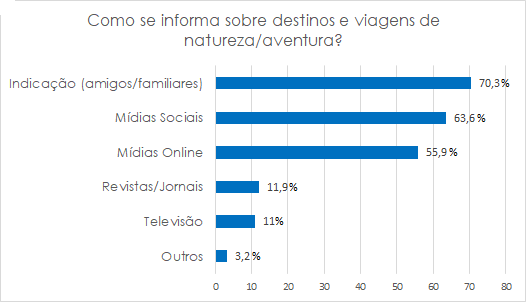 Como se informa sobre destinos e viagens de
natureza/aventura?
Indicação (amigos/familiares)
70,3%
Mídias Sociais
63,6%
Mídias Online
55,9%
Revistas/Jornais
11,9%
Televisão
11%
Outros
3,2%
0 10 20 30 40 50 60 70 80